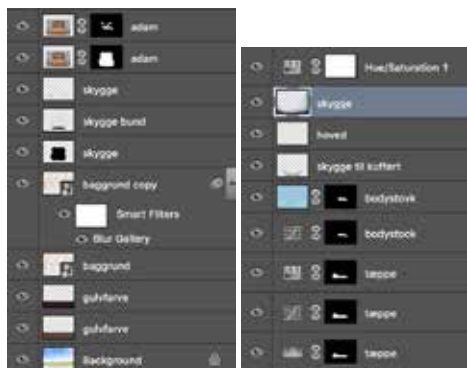 adam
adam
skygge
skygge bund
skygge
baggrund copy
Smart Filters
Blur Gallery
baggrund
gulvfarve
gulvfarve
Background
Hue/Saturation 1
skygge
hoved
skygge til kuffert
bodystovk
bodystock
tæppe
tæppe
tæppe